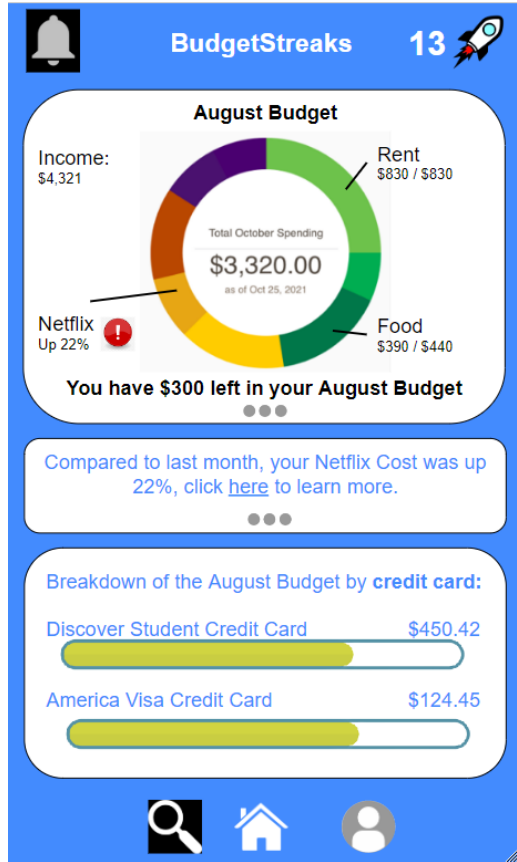 BudgetStreaks
13
August Budget
Income:
$4,321
Rent
$830 / $830
Total October Spending
$3,320.00
as of Oct 25, 2021
Netflix
Up 22%
!
Food
$390 / $440
You have $300 left in your August Budget
Compared to last month, your Netflix Cost was up
22%, click here to learn more.
Breakdown of the August Budget by credit card:
Discover Student Credit Card $450.42
America Visa Credit Card $124.45